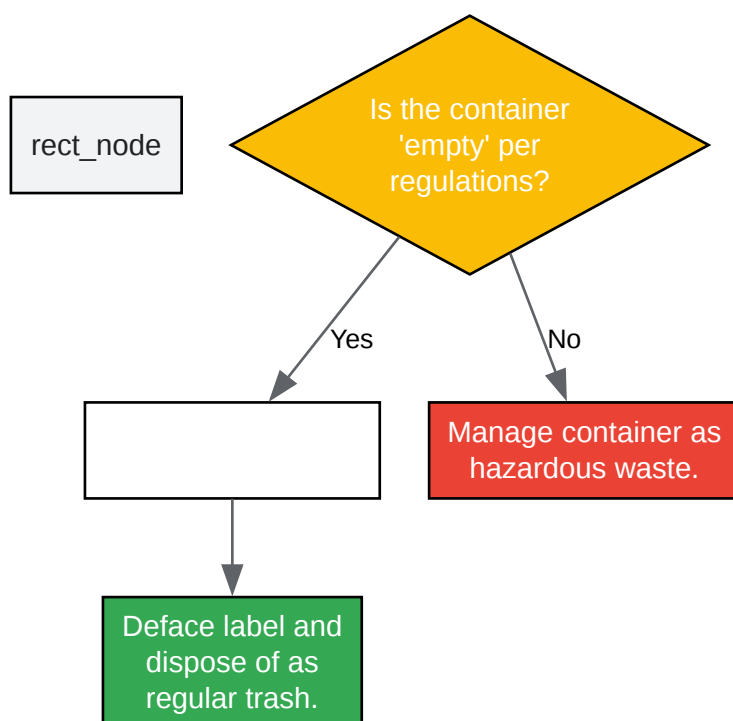 rect_node
Is the container
'empty' per
regulations?
Yes
No
Manage container as
hazardous waste.
Deface label and
dispose of as
regular trash.